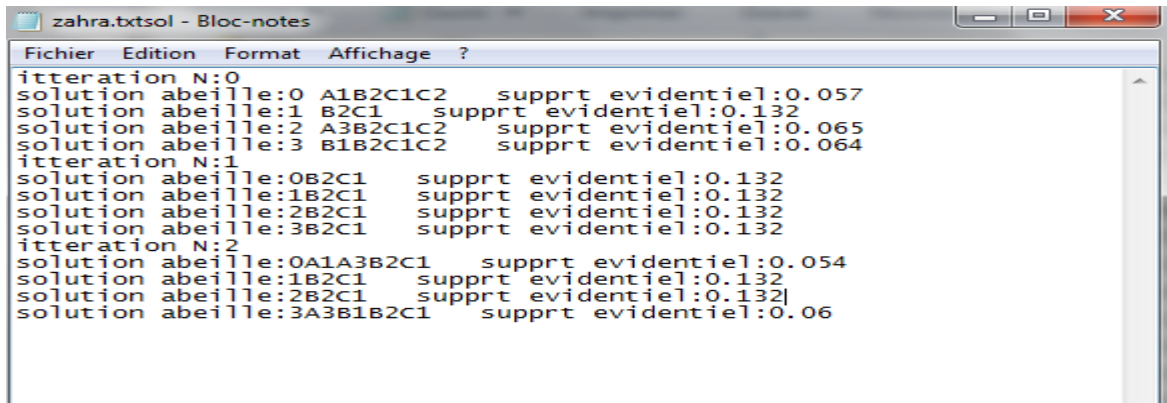 zahra.txtsol - Bloc-notes
Fichier Edition Format Affichage ?
itteration N:0
solution abeille:0 A1B2C1C2 supprt evidentiel:0.057
solution abeille:1 B2C1 supprt evidentiel:0.132
solution abeille:2 A3B2C1C2 supprt evidentiel:0.065
solution abeille:3 B1B2C1C2 supprt evidentiel:0.064
itteration N:1
solution abeille:0B2C1 supprt evidentiel:0.132
solution abeille:1B2C1 supprt evidentiel:0.132
solution abeille:2B2C1 supprt evidentiel:0.132
solution abeille:3B2C1 supprt evidentiel:0.132
itteration N:2
solution abeille:0A1A3B2C1 supprt evidentiel:0.054
solution abeille:1B2C1 supprt evidentiel:0.132
solution abeille:2B2C1 supprt evidentiel:0.132
solution abeille:3A3B1B2C1 supprt evidentiel:0.06